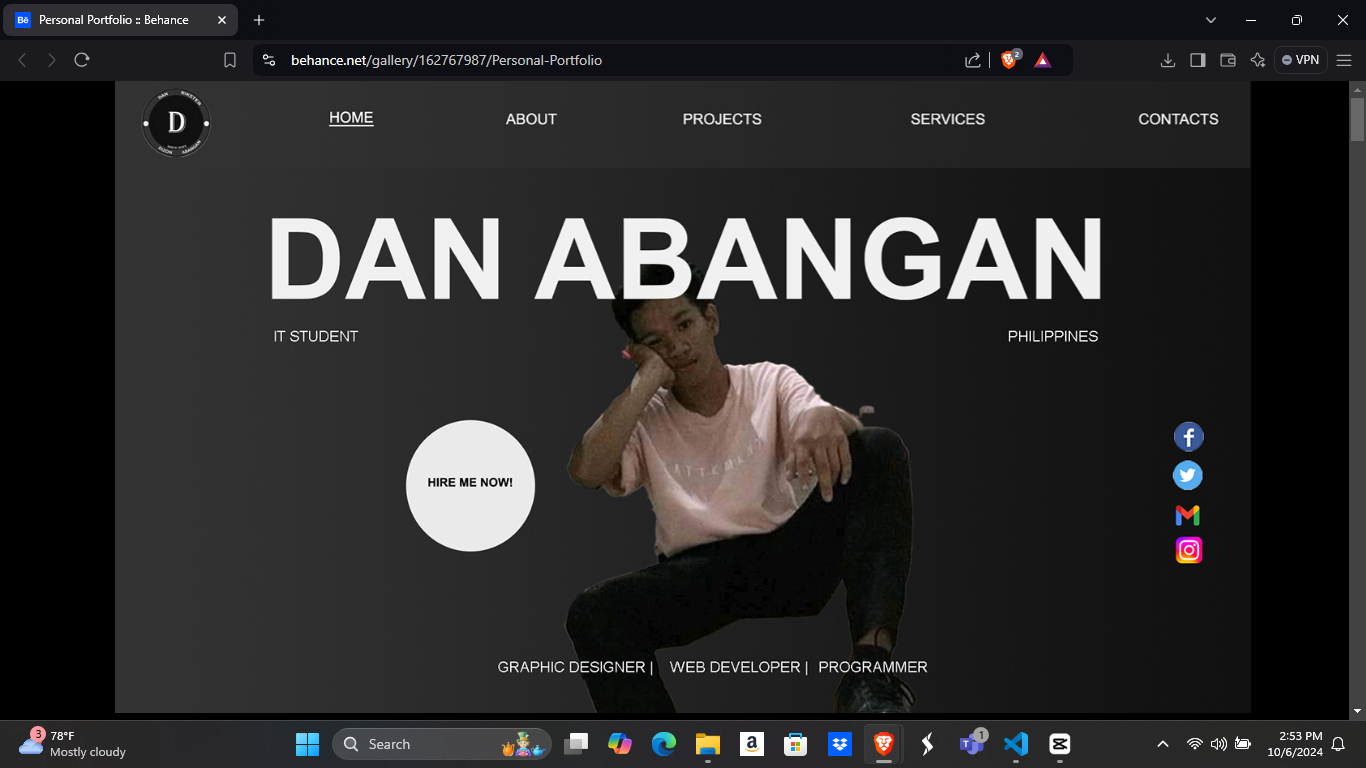 Bē
Personal Portfolio :: Behance
behance.net/gallery/162767987/Personal-Portfolio
2
VPN
DAN
D
DIZON ABANGAN
HOME
ABOUT
PROJECTS
SERVICES
CONTACTS
DAN ABANGAN
IT STUDENT
PHILIPPINES
HIRE ME NOW!
GRAPHIC DESIGNER |
WEB DEVELOPER |
PROGRAMMER
3
78°F
Mostly cloudy
Search
a
1
2:53 PM
10/6/2024